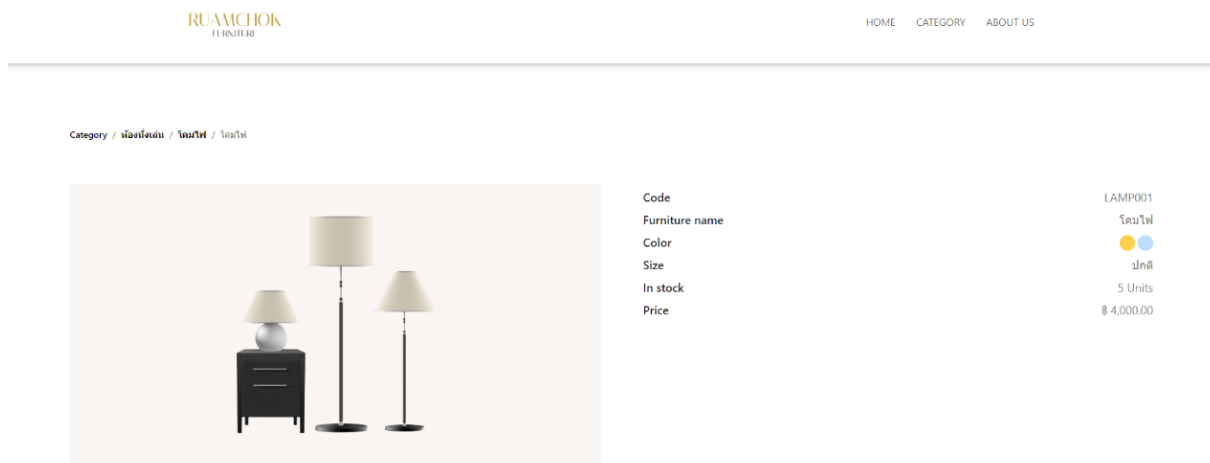 RUAMCHOK
FURNITURE
HOME CATEGORY ABOUT US
Category / ห้องนั่งเล่น / โคมไฟ / โคมไฟ
Code LAMP001
Furniture name โคมไฟ
Color
Size ปกติ
In stock 5 Units
Price ฿ 4,000.00